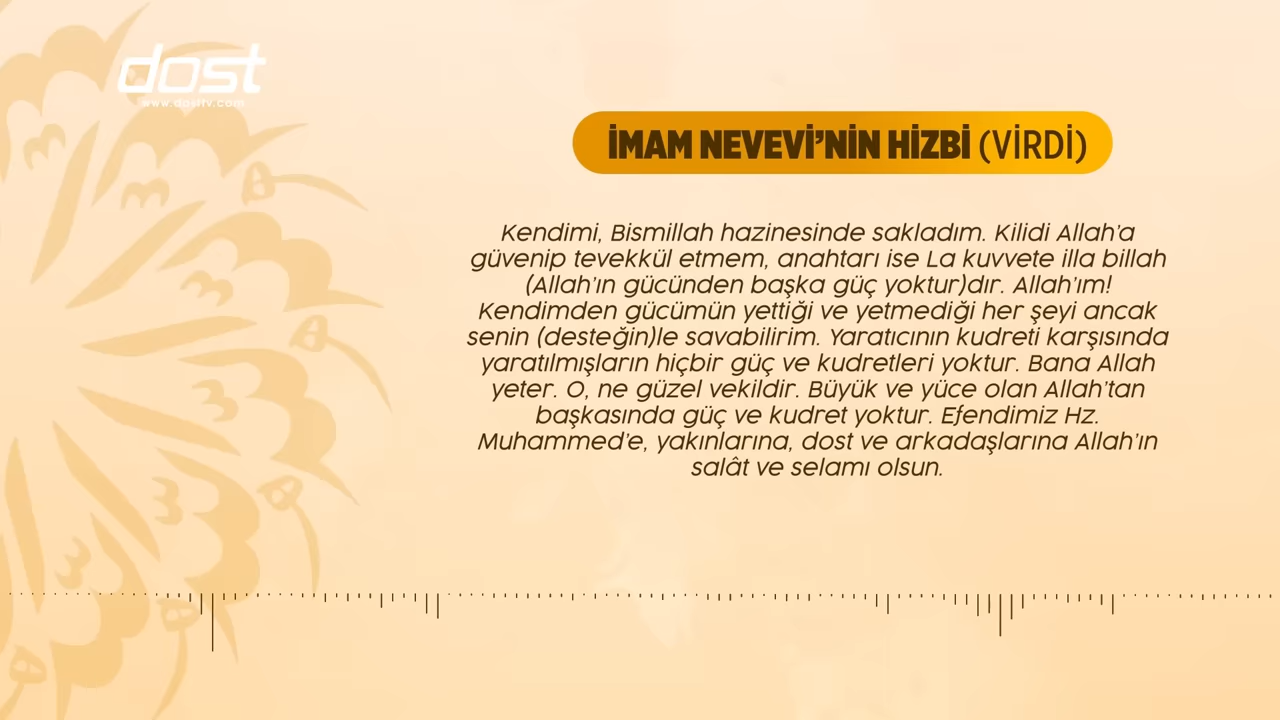 dost
www.dosttv.com
İMAM NEVEVİ'NİN HİZBİ (VİRDİ)
Kendimi, Bismillah hazinesinde sakladım. Kilidi Allah'a
güvenip tevekkül etmem, anahtarı ise La kuvvete illa billah
(Allah'ın gücünden başka güç yoktur)dır. Allah'ım!
Kendimden gücümün yettiği ve yetmediği her şeyi ancak
senin (desteğin)le savabilirim. Yaratıcının kudreti karşısında
yaratılmışların hiçbir güç ve kudretleri yoktur. Bana Allah
yeter. O, ne güzel vekildir. Büyük ve yüce olan Allah'tan
başkasında güç ve kudret yoktur. Efendimiz Hz.
Muhammed'e, yakınlarına, dost ve arkadaşlarına Allah'ın
salât ve selamı olsun.